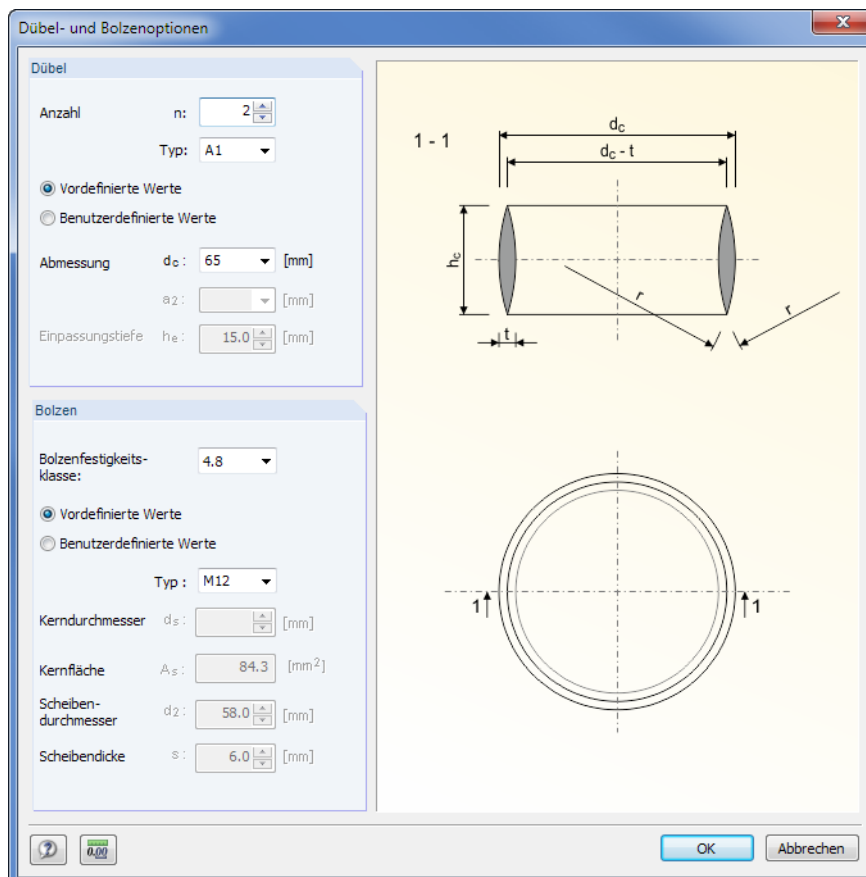 Dübel- und Bolzenoptionen
Dübel
Anzahl n: 2
Typ: A1
Vordefinierte Werte
Benutzerdefinierte Werte
Abmessung dc: 65 [mm]
a2: [mm]
Einpassungstiefe he: 15.0 [mm]
Bolzen
Bolzenfestigkeits-
klasse: 4.8
Vordefinierte Werte
Benutzerdefinierte Werte
Typ : M12
Kerndurchmesser ds: [mm]
Kernfläche As: 84.3 [mm²]
Scheiben-
durchmesser d2: 58.0 [mm]
Scheibendicke s: 6.0 [mm]
1 - 1
dc
dc - t
hc
r
r
t
1
1
0.00
OK
Abbrechen